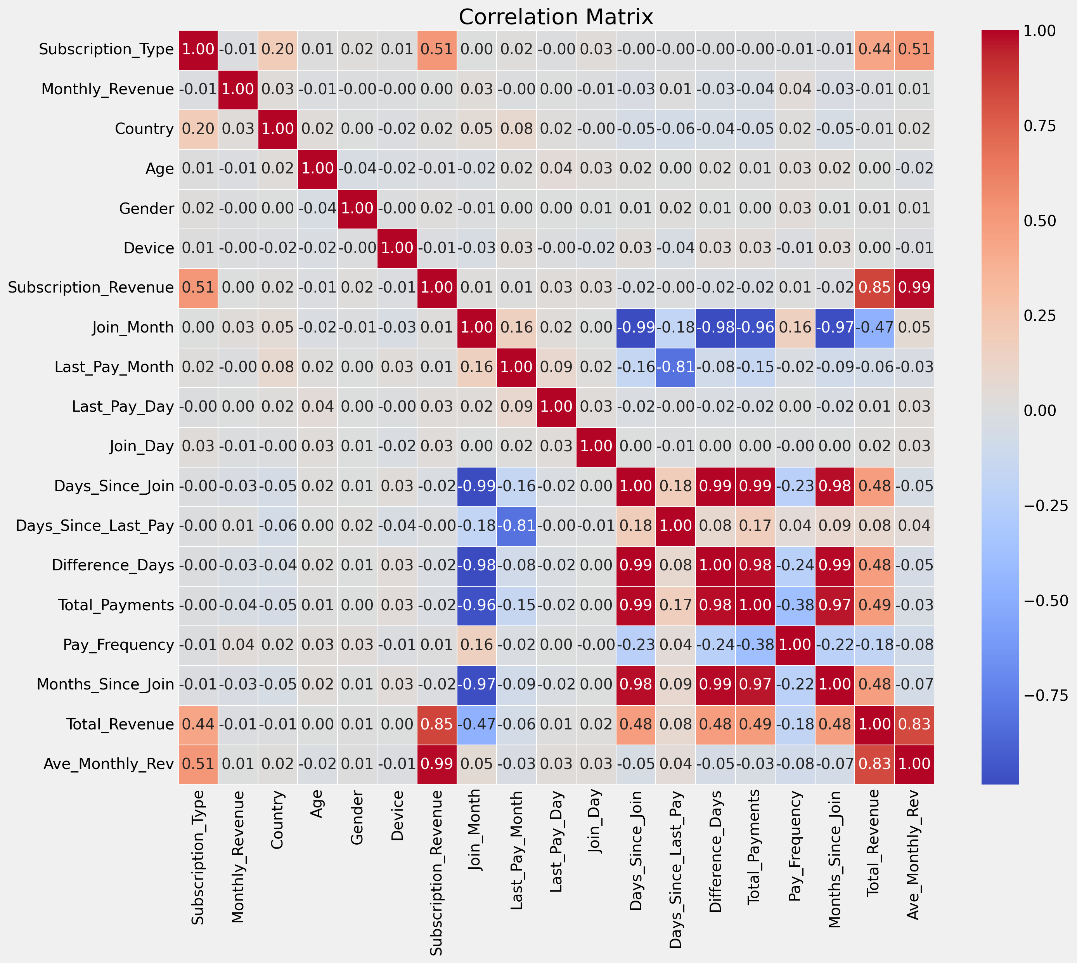 Correlation Matrix
Subscription_Type 1.00 -0.01 0.20 0.01 0.02 0.01 0.51 0.00 0.02 -0.00 0.03 -0.00 -0.00 -0.00 -0.00 -0.01 -0.01 0.44 0.51
Monthly_Revenue -0.01 1.00 0.03 -0.01 -0.00 -0.00 0.00 0.03 -0.00 0.00 -0.01 -0.03 0.01 -0.03 -0.04 0.04 -0.03 -0.01 0.01
Country 0.20 0.03 1.00 0.02 0.00 -0.02 0.02 0.05 0.08 0.02 -0.00 -0.05 -0.06 -0.04 -0.05 0.02 -0.05 -0.01 0.02
Age 0.01 -0.01 0.02 1.00 -0.04 -0.02 -0.01 -0.02 0.02 0.04 0.03 0.02 0.00 0.02 0.01 0.03 0.02 0.00 -0.02
Gender 0.02 -0.00 0.00 -0.04 1.00 -0.00 0.02 -0.01 0.00 0.00 0.01 0.01 0.02 0.01 0.00 0.03 0.01 0.01 0.01
Device 0.01 -0.00 -0.02 -0.02 -0.00 1.00 -0.01 -0.03 0.03 -0.00 -0.02 0.03 -0.04 0.03 0.03 -0.01 0.03 0.00 -0.01
Subscription_Revenue 0.51 0.00 0.02 -0.01 0.02 -0.01 1.00 0.01 0.01 0.03 0.03 -0.02 -0.00 -0.02 -0.02 0.01 -0.02 0.85 0.99
Join_Month 0.00 0.03 0.05 -0.02 -0.01 -0.03 0.01 1.00 0.16 0.02 0.00 -0.99 -0.18 -0.98 -0.96 0.16 -0.97 -0.47 0.05
Last_Pay_Month 0.02 -0.00 0.08 0.02 0.00 0.03 0.01 0.16 1.00 0.09 0.02 -0.16 -0.81 -0.08 -0.15 -0.02 -0.09 -0.06 -0.03
Last_Pay_Day -0.00 0.00 0.02 0.04 0.00 -0.00 0.03 0.02 0.09 1.00 0.03 -0.02 -0.00 -0.02 -0.02 0.00 -0.02 0.01 0.03
Join_Day 0.03 -0.01 -0.00 0.03 0.01 -0.02 0.03 0.00 0.02 0.03 1.00 0.00 -0.01 0.00 0.00 -0.00 0.00 0.02 0.03
Days_Since_Join -0.00 -0.03 -0.05 0.02 0.01 0.03 -0.02 -0.99 -0.16 -0.02 0.00 1.00 0.18 0.99 0.99 -0.23 0.98 0.48 -0.05
Days_Since_Last_Pay -0.00 0.01 -0.06 0.00 0.02 -0.04 -0.00 -0.18 -0.81 -0.00 -0.01 0.18 1.00 0.08 0.17 0.04 0.09 0.08 0.04
Difference_Days -0.00 -0.03 -0.04 0.02 0.01 0.03 -0.02 -0.98 -0.08 -0.02 0.00 0.99 0.08 1.00 0.98 -0.24 0.99 0.48 -0.05
Total_Payments -0.00 -0.04 -0.05 0.01 0.00 0.03 -0.02 -0.96 -0.15 -0.02 0.00 0.99 0.17 0.98 1.00 -0.38 0.97 0.49 -0.03
Pay_Frequency -0.01 0.04 0.02 0.03 0.03 -0.01 0.01 0.16 -0.02 0.00 -0.00 -0.23 0.04 -0.24 -0.38 1.00 -0.22 -0.18 -0.08
Months_Since_Join -0.01 -0.03 -0.05 0.02 0.01 0.03 -0.02 -0.97 -0.09 -0.02 0.00 0.98 0.09 0.99 0.97 -0.22 1.00 0.48 -0.07
Total_Revenue 0.44 -0.01 -0.01 0.00 0.01 0.00 0.85 -0.47 -0.06 0.01 0.02 0.48 0.08 0.48 0.49 -0.18 0.48 1.00 0.83
Ave_Monthly_Rev 0.51 0.01 0.02 -0.02 0.01 -0.01 0.99 0.05 -0.03 0.03 0.03 -0.05 0.04 -0.05 -0.03 -0.08 -0.07 0.83 1.00
Subscription_Type
Monthly_Revenue
Country
Age
Gender
Device
Subscription_Revenue
Join_Month
Last_Pay_Month
Last_Pay_Day
Join_Day
Days_Since_Join
Days_Since_Last_Pay
Difference_Days
Total_Payments
Pay_Frequency
Months_Since_Join
Total_Revenue
Ave_Monthly_Rev
1.00
0.75
0.50
0.25
0.00
−0.25
−0.50
−0.75